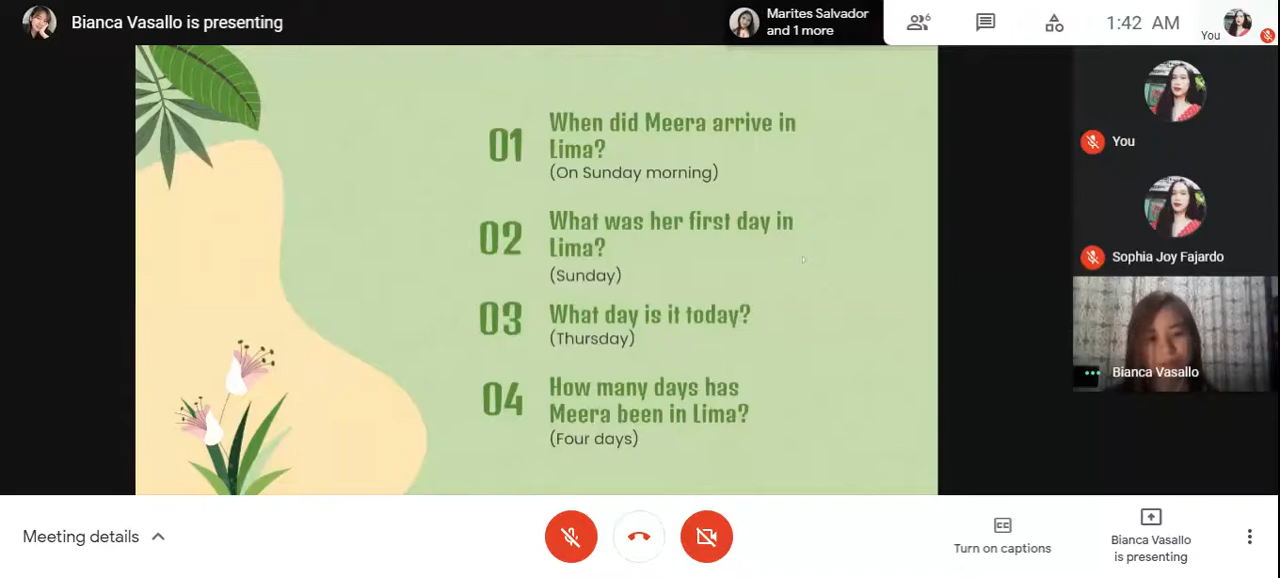 Bianca Vasallo is presenting
Marites Salvador
and 1 more
6
1:42 AM
You
01
When did Meera arrive in
Lima?
(On Sunday morning)
02
What was her first day in
Lima?
(Sunday)
03
What day is it today?
(Thursday)
04
How many days has
Meera been in Lima?
(Four days)
You
Sophia Joy Fajardo
Bianca Vasallo
Meeting details
CC
Turn on captions
Bianca Vasallo
is presenting